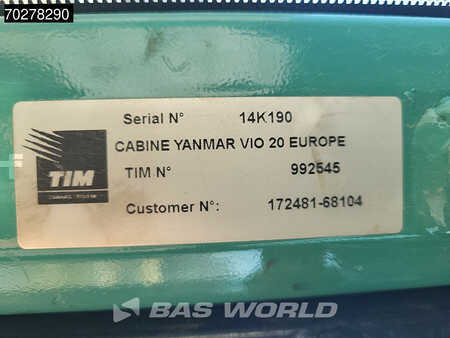 70278290
Serial N° 14K190
CABINE YANMAR VIO 20 EUROPE
TIM
TIM N° 992545
Customer N°: 172481-68104
BAS WORLD